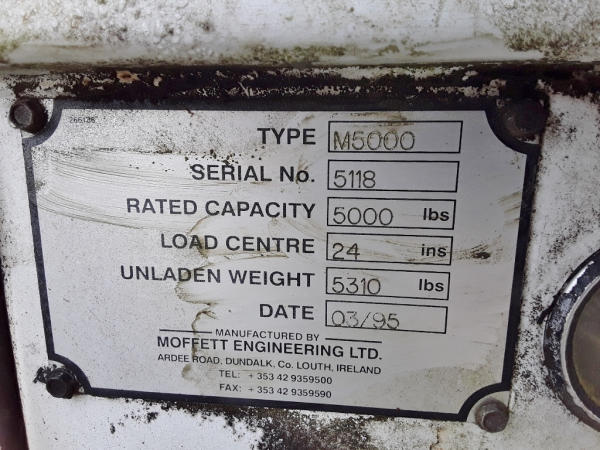 TYPE M5000
SERIAL No. 5118
RATED CAPACITY 5000 lbs
LOAD CENTRE 24 ins
UNLADEN WEIGHT 5310 lbs
DATE 03/95
MANUFACTURED BY
MOFFETT ENGINEERING LTD.
ARDEE ROAD, DUNDALK, Co. LOUTH, IRELAND
TEL: +353 42 9359500
FAX: +353 42 9359590